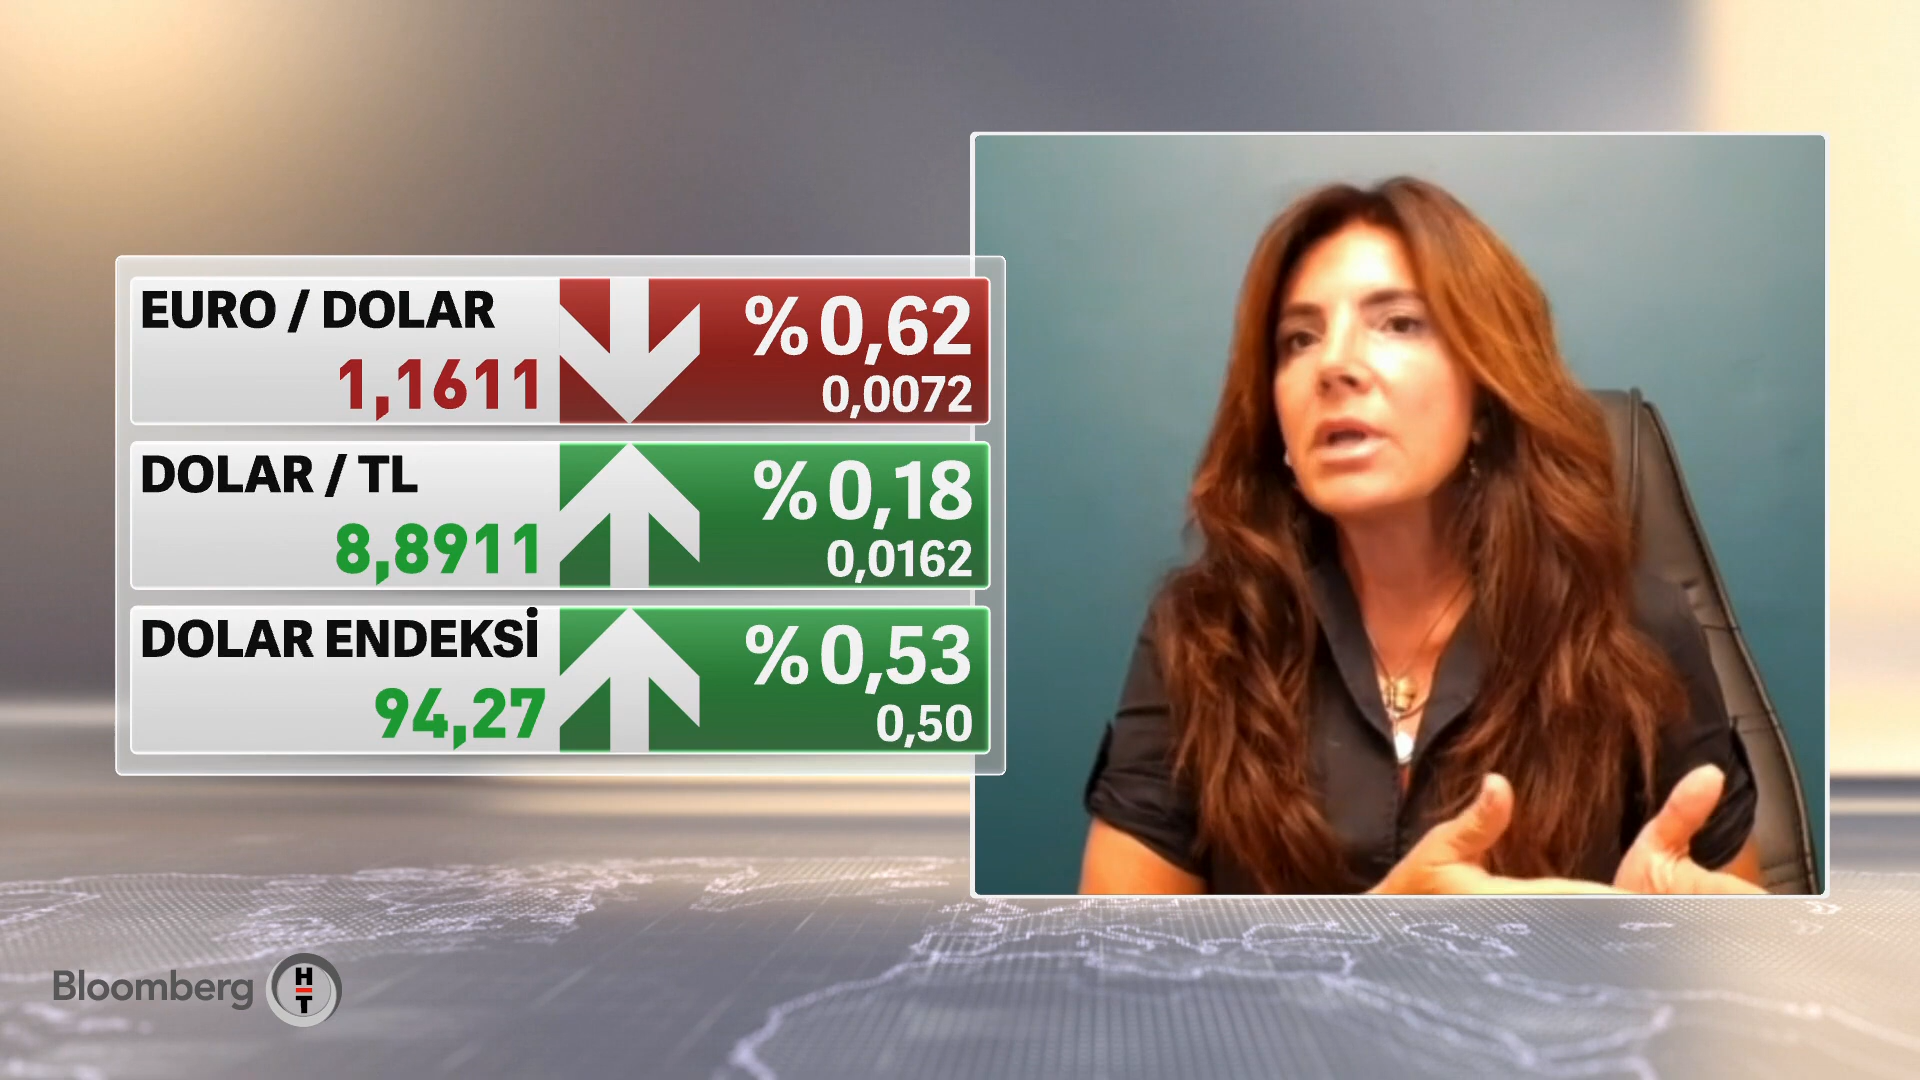 EURO / DOLAR
1,1611
%0,62
0,0072
DOLAR / TL
8,8911
%0,18
0,0162
DOLAR ENDEKSİ
94,27
%0,53
0,50
Bloomberg HT